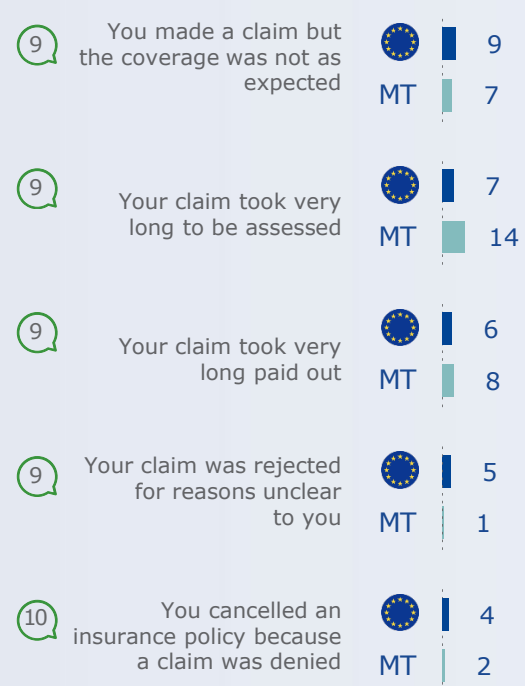 9
You made a claim but
the coverage was not as
expected
9
MT 7
9
Your claim took very
long to be assessed
7
MT 14
9
Your claim took very
long paid out
6
MT 8
9
Your claim was rejected
for reasons unclear
to you
5
MT 1
10
You cancelled an
insurance policy because
a claim was denied
4
MT 2